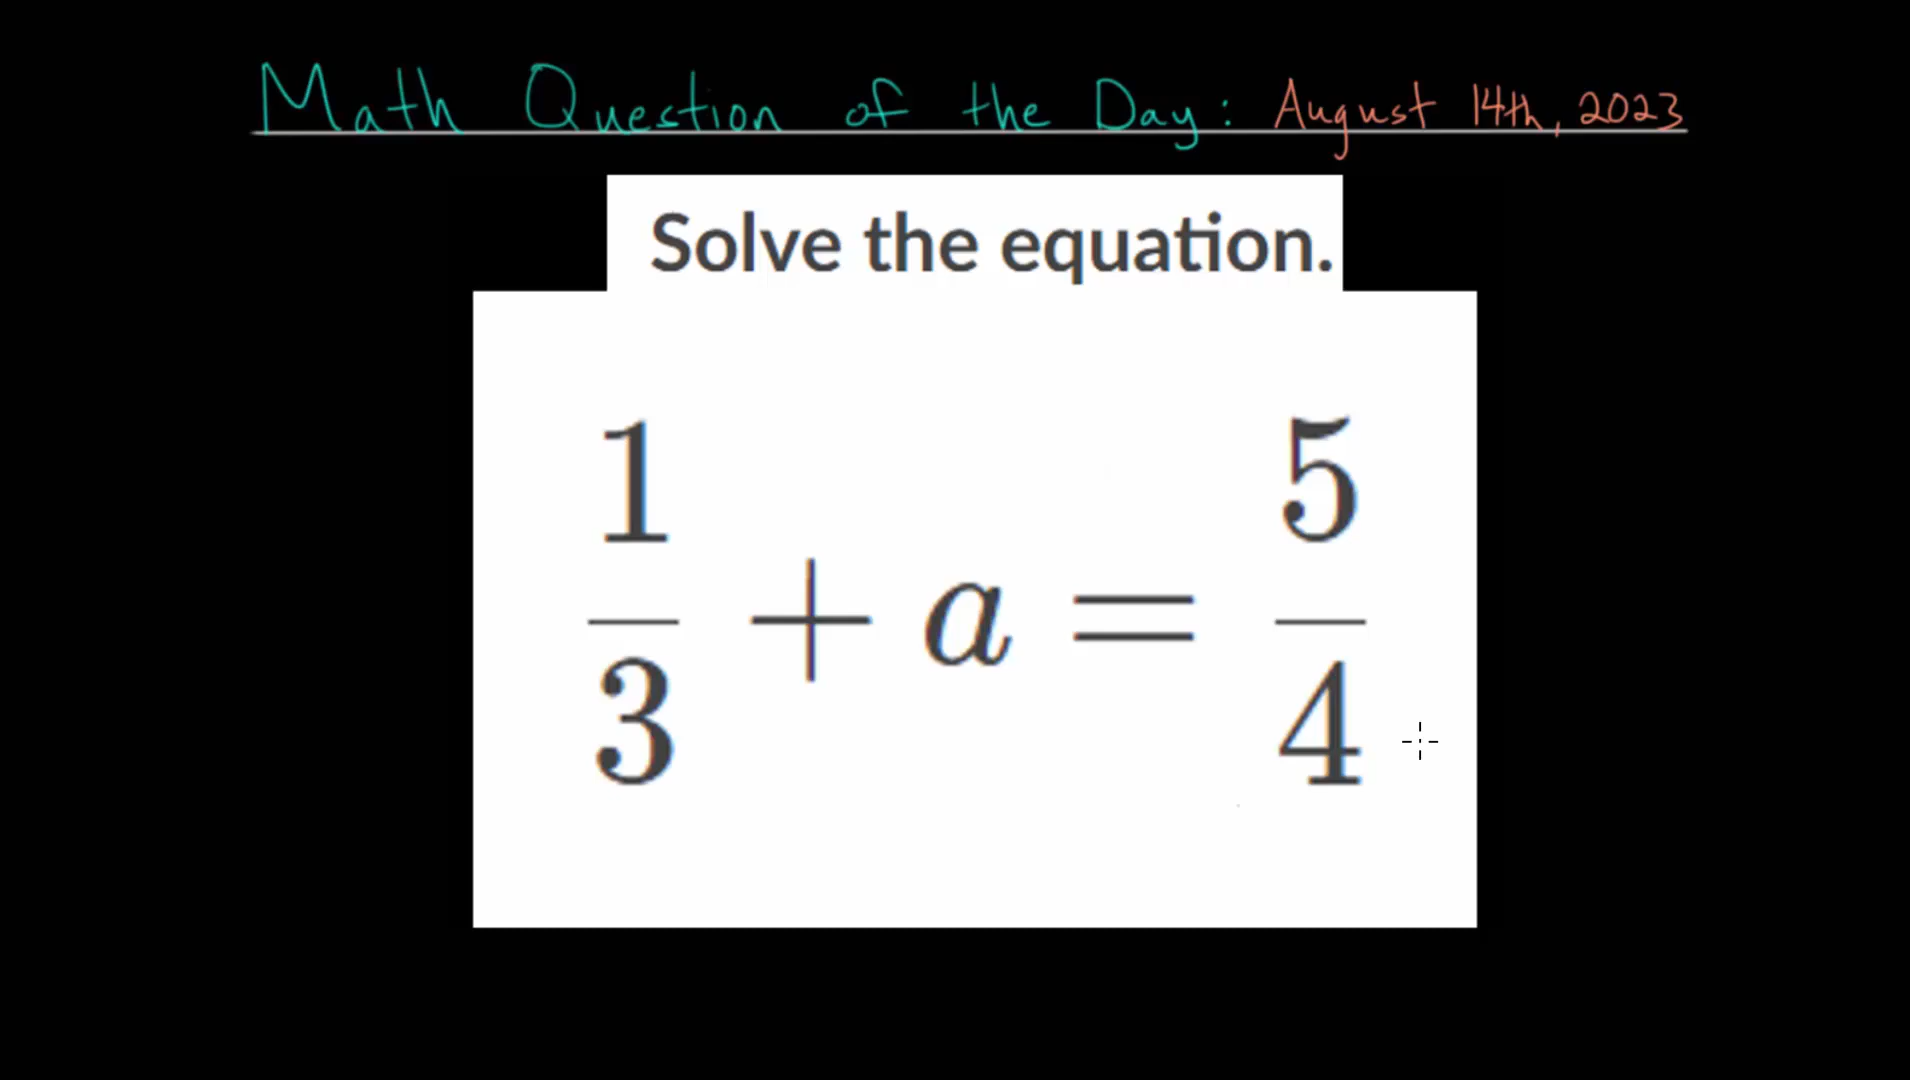 Math Question of the Day: August 14th, 2023
Solve the equation.
1/3 + a = 5/4